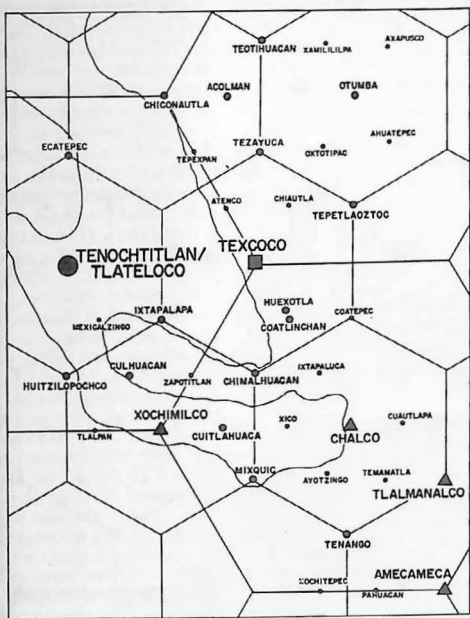 AXAPUSCO
TEOTIHUACAN
XAMILILILPA
ACOLMAN
OTUMBA
CHICONAUTLA
AHUATEPEC
ECATEPEC
TEZAYUCA
OXTOTIPAC
TEPEXPAN
ATENCO
CHIAUTLA
TEPETLAOZTOC
TENOCHTITLAN/
TLATELOCO
TEXCOCO
IXTAPALAPA
HUEXOTLA
COATEPEC
MEXICALZINGO
COATLINCHAN
CULHUACAN
IXTAPALUCA
HUITZILOPOCHCO
ZAPOTITLAN
CHIMALHUACAN
XOCHIMILCO
XICO
CUAUTLAPA
TLALPAN
CUITLAHUACA
CHALCO
MIXQUIC
AYOTZINGO
TEMAMATLA
TLALMANALCO
TENANGO
XOCHITEPEC
PAHUACAN
AMECAMECA